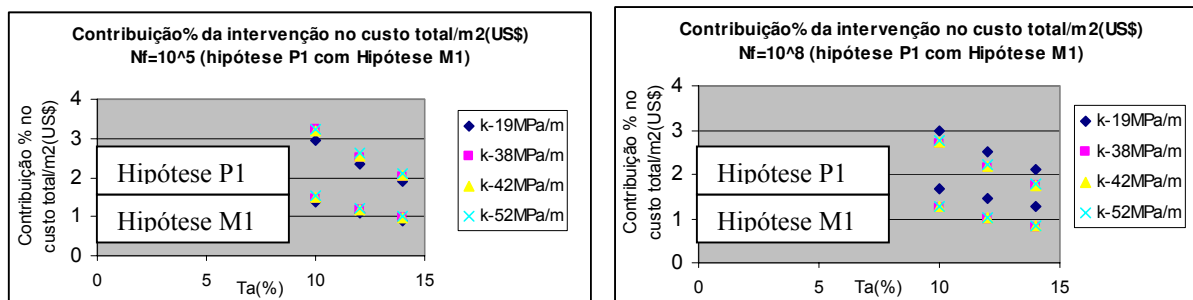 Contribuição% da intervenção no custo total/m2(US$)
Nf=10^5 (hipótese P1 com Hipótese M1)
Contribuição % no
custo total/m2(US$)
4
3
2
1
0
0
5
10
15
Ta(%)
Hipótese P1
Hipótese M1
k-19MPa/m
k-38MPa/m
k-42MPa/m
k-52MPa/m
Contribuição% da intervenção no custo total/m2(US$)
Nf=10^8 (hipótese P1 com Hipótese M1)
Contribuição % no
custo total/m2(US$)
4
3
2
1
0
0
5
10
15
Ta(%)
Hipótese P1
Hipótese M1
k-19MPa/m
k-38MPa/m
k-42MPa/m
k-52MPa/m